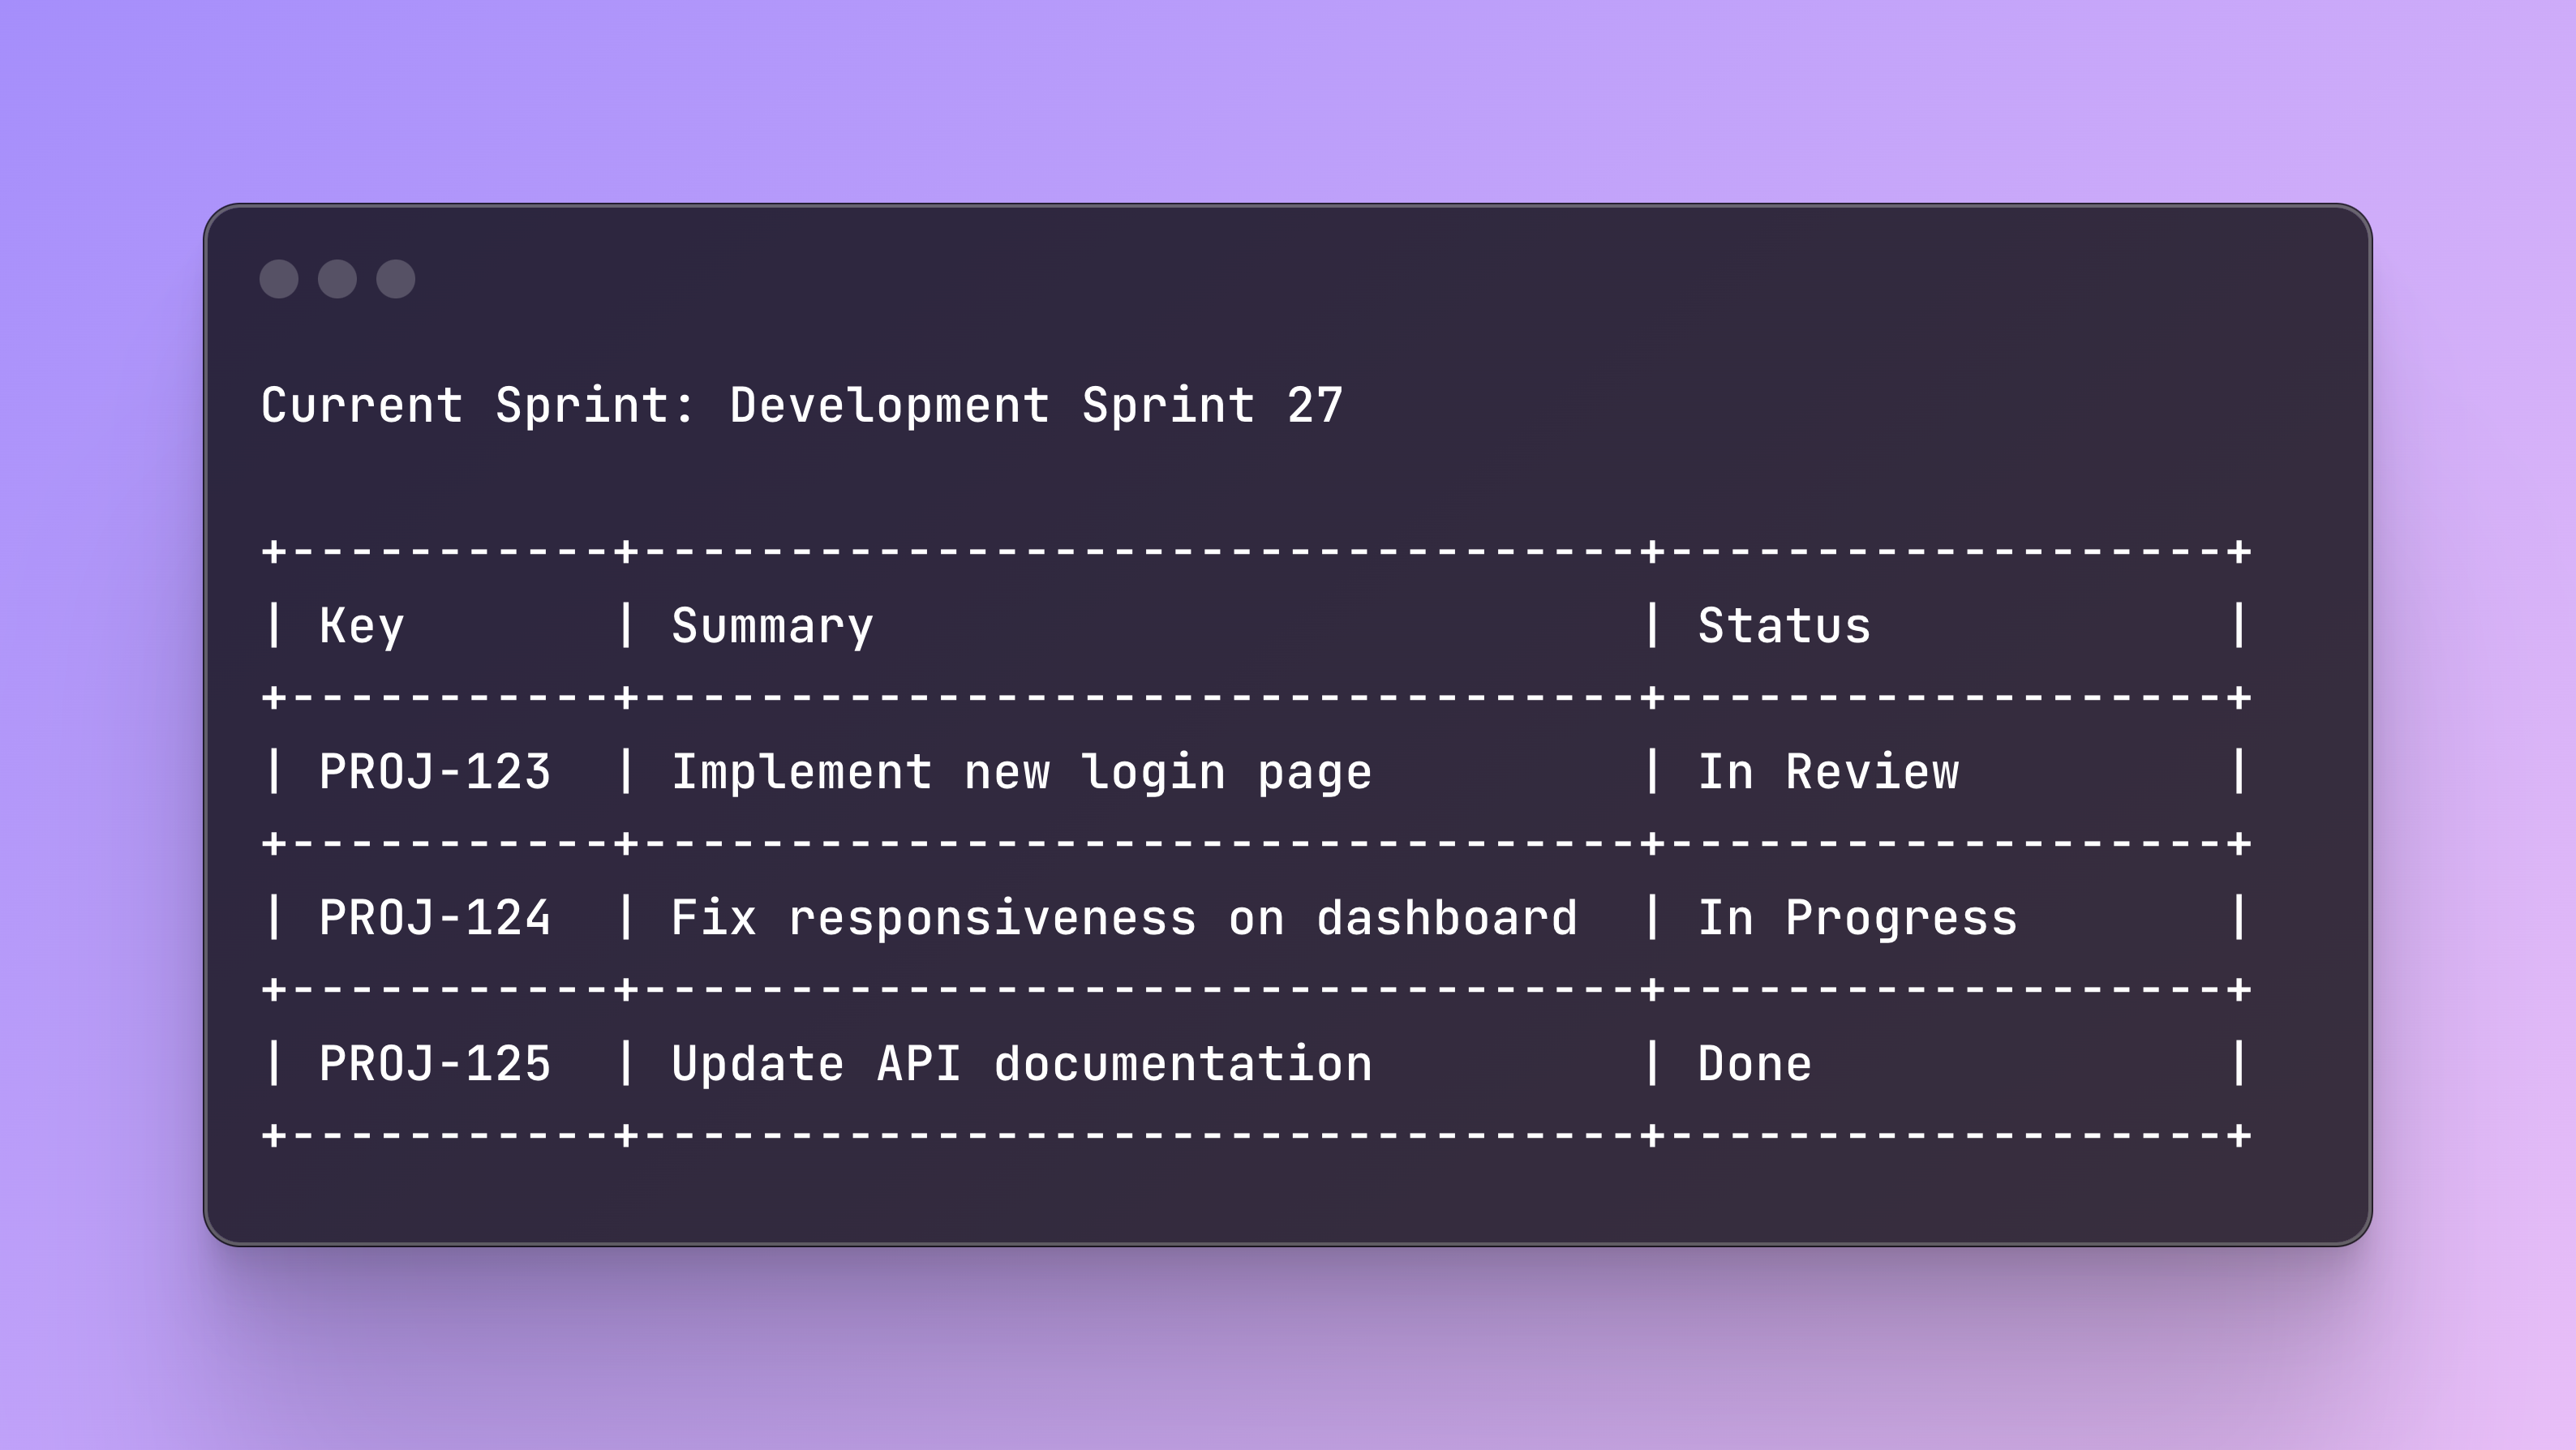 Current Sprint: Development Sprint 27
+-----------+----------------------------------+-------------------+
| Key       | Summary                          | Status            |
+-----------+----------------------------------+-------------------+
| PROJ-123  | Implement new login page         | In Review         |
+-----------+----------------------------------+-------------------+
| PROJ-124  | Fix responsiveness on dashboard  | In Progress       |
+-----------+----------------------------------+-------------------+
| PROJ-125  | Update API documentation         | Done              |
+-----------+----------------------------------+-------------------+